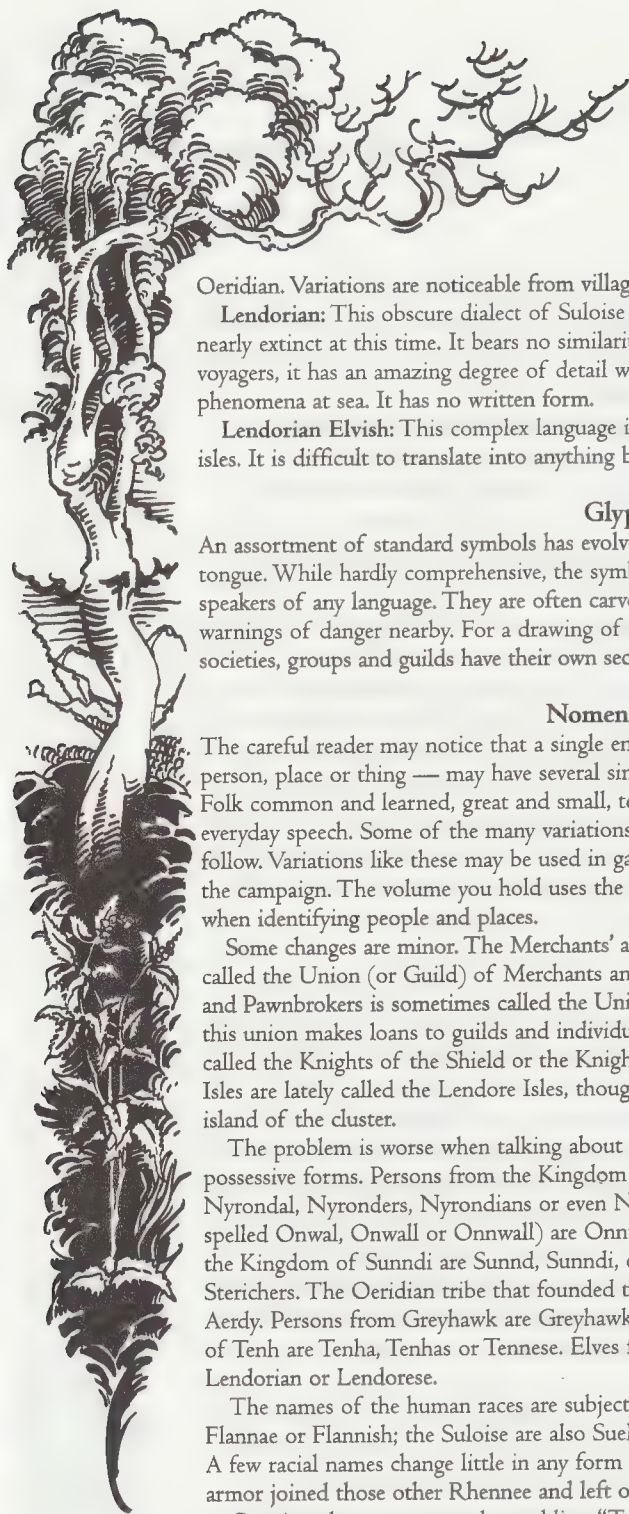 Oeridian. Variations are noticeable from villag
Lendorian: This obscure dialect of Suloise
nearly extinct at this time. It bears no similari
voyagers, it has an amazing degree of detail w
phenomena at sea. It has no written form.
Lendorian Elvish: This complex language i
isles. It is difficult to translate into anything b
Glyp
An assortment of standard symbols has evolv
tongue. While hardly comprehensive, the symb
speakers of any language. They are often carv
warnings of danger nearby. For a drawing of
societies, groups and guilds have their own sec
Nomen
The careful reader may notice that a single en
person, place or thing — may have several sin
Folk common and learned, great and small, te
everyday speech. Some of the many variations
follow. Variations like these may be used in ga
the campaign. The volume you hold uses the
when identifying people and places.
Some changes are minor. The Merchants' a
called the Union (or Guild) of Merchants an
and Pawnbrokers is sometimes called the Uni
this union makes loans to guilds and individu
called the Knights of the Shield or the Knigh
Isles are lately called the Lendore Isles, thoug
island of the cluster.
The problem is worse when talking about
possessive forms. Persons from the Kingdom
Nyrondal, Nyronders, Nyrondians or even N
spelled Onwal, Onwall or Onnwall) are Onn
the Kingdom of Sunndi are Sunnd, Sunndi,
Sterichers. The Oeridian tribe that founded t
Aerdy. Persons from Greyhawk are Greyhawk
of Tenh are Tenha, Tenhas or Tennese. Elves
Lendorian or Lendorese.
The names of the human races are subject
Flannae or Flannish; the Suloise are also Suel
A few racial names change little in any form
armor joined those other Rhennee and left o